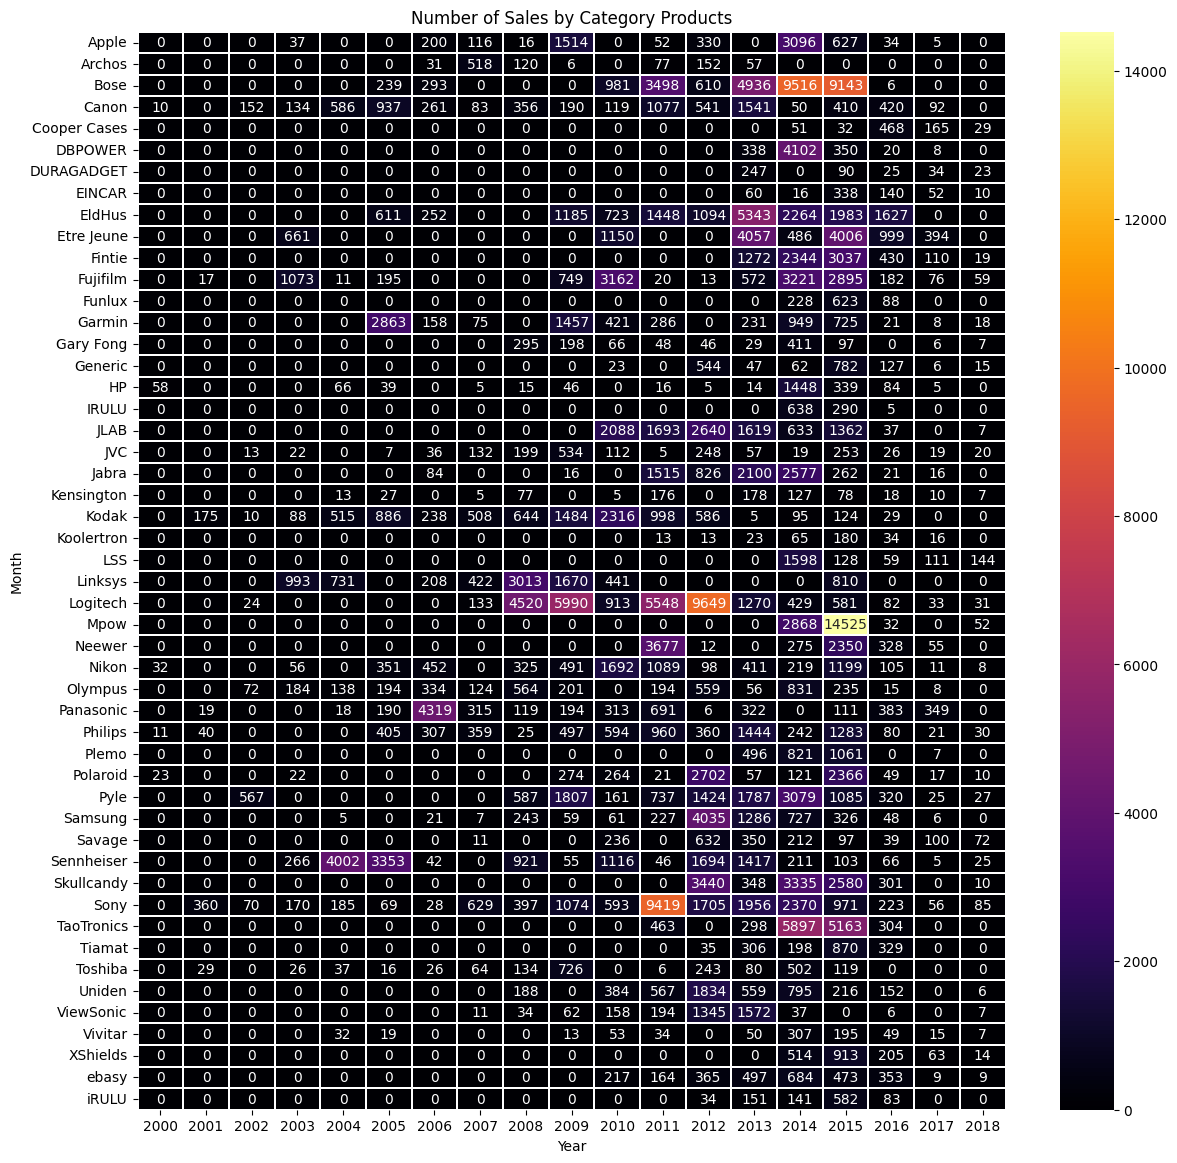 Number of Sales by Category Products
Apple 0 0 0 37 0 0 200 116 16 1514 0 52 330 0 3096 627 34 5 0
Archos 0 0 0 0 0 0 31 518 120 6 0 77 152 57 0 0 0 0 0
Bose 0 0 0 0 0 239 293 0 0 0 981 3498 610 4936 9516 9143 6 0 0
Canon 10 0 152 134 586 937 261 83 356 190 119 1077 541 1541 50 410 420 92 0
Cooper Cases 0 0 0 0 0 0 0 0 0 0 0 0 0 0 51 32 468 165 29
DBPOWER 0 0 0 0 0 0 0 0 0 0 0 0 0 338 4102 350 20 8 0
DURAGADGET 0 0 0 0 0 0 0 0 0 0 0 0 0 247 0 90 25 34 23
EINCAR 0 0 0 0 0 0 0 0 0 0 0 0 0 60 16 338 140 52 10
EldHus 0 0 0 0 0 611 252 0 0 1185 723 1448 1094 5343 2264 1983 1627 0 0
Etre Jeune 0 0 0 661 0 0 0 0 0 0 1150 0 0 4057 486 4006 999 394 0
Fintie 0 0 0 0 0 0 0 0 0 0 0 0 0 1272 2344 3037 430 110 19
Fujifilm 0 17 0 1073 11 195 0 0 0 749 3162 20 13 572 3221 2895 182 76 59
Funlux 0 0 0 0 0 0 0 0 0 0 0 0 0 0 228 623 88 0 0
Garmin 0 0 0 0 0 2863 158 75 0 1457 421 286 0 231 949 725 21 8 18
Gary Fong 0 0 0 0 0 0 0 0 295 198 66 48 46 29 411 97 0 6 7
Generic 0 0 0 0 0 0 0 0 0 0 23 0 544 47 62 782 127 6 15
HP 58 0 0 0 66 39 0 5 15 46 0 16 5 14 1448 339 84 5 0
IRULU 0 0 0 0 0 0 0 0 0 0 0 0 0 0 638 290 5 0 0
JLAB 0 0 0 0 0 0 0 0 0 0 2088 1693 2640 1619 633 1362 37 0 7
JVC 0 0 13 22 0 7 36 132 199 534 112 5 248 57 19 253 26 19 20
Jabra 0 0 0 0 0 0 84 0 0 16 0 1515 826 2100 2577 262 21 16 0
Kensington 0 0 0 0 13 27 0 5 77 0 5 176 0 178 127 78 18 10 7
Kodak 0 175 10 88 515 886 238 508 644 1484 2316 998 586 5 95 124 29 0 0
Koolertron 0 0 0 0 0 0 0 0 0 0 0 13 13 23 65 180 34 16 0
LSS 0 0 0 0 0 0 0 0 0 0 0 0 0 0 1598 128 59 111 144
Linksys 0 0 0 993 731 0 208 422 3013 1670 441 0 0 0 0 810 0 0 0
Logitech 0 0 24 0 0 0 0 133 4520 5990 913 5548 9649 1270 429 581 82 33 31
Mpow 0 0 0 0 0 0 0 0 0 0 0 0 0 0 2868 14525 32 0 52
Neewer 0 0 0 0 0 0 0 0 0 0 0 3677 12 0 275 2350 328 55 0
Nikon 32 0 0 56 0 351 452 0 325 491 1692 1089 98 411 219 1199 105 11 8
Olympus 0 0 72 184 138 194 334 124 564 201 0 194 559 56 831 235 15 8 0
Panasonic 0 19 0 0 18 190 4319 315 119 194 313 691 6 322 0 111 383 349 0
Philips 11 40 0 0 0 405 307 359 25 497 594 960 360 1444 242 1283 80 21 30
Plemo 0 0 0 0 0 0 0 0 0 0 0 0 0 496 821 1061 0 7 0
Polaroid 23 0 0 22 0 0 0 0 0 274 264 21 2702 57 121 2366 49 17 10
Pyle 0 0 567 0 0 0 0 0 587 1807 161 737 1424 1787 3079 1085 320 25 27
Samsung 0 0 0 0 5 0 21 7 243 59 61 227 4035 1286 727 326 48 6 0
Savage 0 0 0 0 0 0 0 11 0 0 236 0 632 350 212 97 39 100 72
Sennheiser 0 0 0 266 4002 3353 42 0 921 55 1116 46 1694 1417 211 103 66 5 25
Skullcandy 0 0 0 0 0 0 0 0 0 0 0 0 3440 348 3335 2580 301 0 10
Sony 0 360 70 170 185 69 28 629 397 1074 593 9419 1705 1956 2370 971 223 56 85
TaoTronics 0 0 0 0 0 0 0 0 0 0 0 463 0 298 5897 5163 304 0 0
Tiamat 0 0 0 0 0 0 0 0 0 0 0 0 35 306 198 870 329 0 0
Toshiba 0 29 0 26 37 16 26 64 134 726 0 6 243 80 502 119 0 0 0
Uniden 0 0 0 0 0 0 0 0 188 0 384 567 1834 559 795 216 152 0 6
ViewSonic 0 0 0 0 0 0 0 11 34 62 158 194 1345 1572 37 0 6 0 7
Vivitar 0 0 0 0 32 19 0 0 0 13 53 34 0 50 307 195 49 15 7
XShields 0 0 0 0 0 0 0 0 0 0 0 0 0 0 514 913 205 63 14
ebasy 0 0 0 0 0 0 0 0 0 0 217 164 365 497 684 473 353 9 9
iRULU 0 0 0 0 0 0 0 0 0 0 0 0 34 151 141 582 83 0 0
2000 2001 2002 2003 2004 2005 2006 2007 2008 2009 2010 2011 2012 2013 2014 2015 2016 2017 2018
Year
Month
14000
12000
10000
8000
6000
4000
2000
0